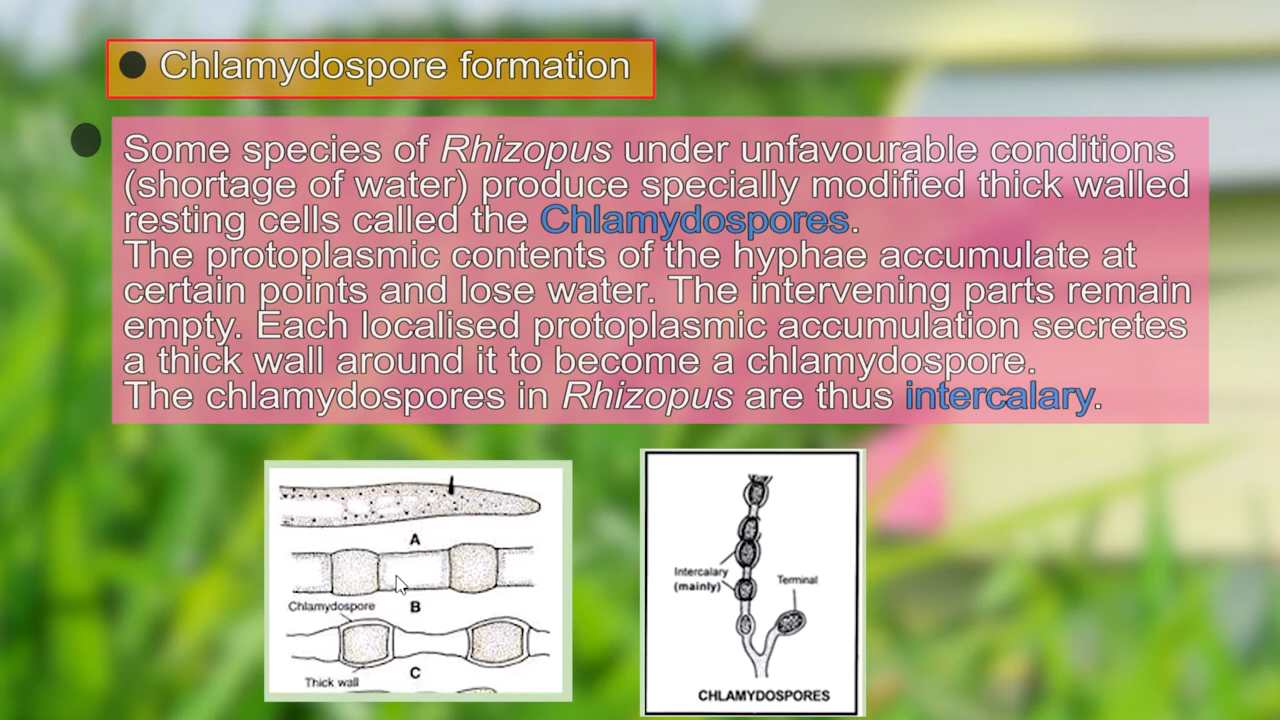 Chlamydospore formation
Some species of Rhizopus under unfavourable conditions
(shortage of water) produce specially modified thick walled
resting cells called the Chlamydospores.
The protoplasmic contents of the hyphae accumulate at
certain points and lose water. The intervening parts remain
empty. Each localised protoplasmic accumulation secretes
a thick wall around it to become a chlamydospore.
The chlamydospores in Rhizopus are thus intercalary.
A
B
Chlamydospore
C
Thick wall
Intercalary
(mainly)
Terminal
CHLAMYDOSPORES